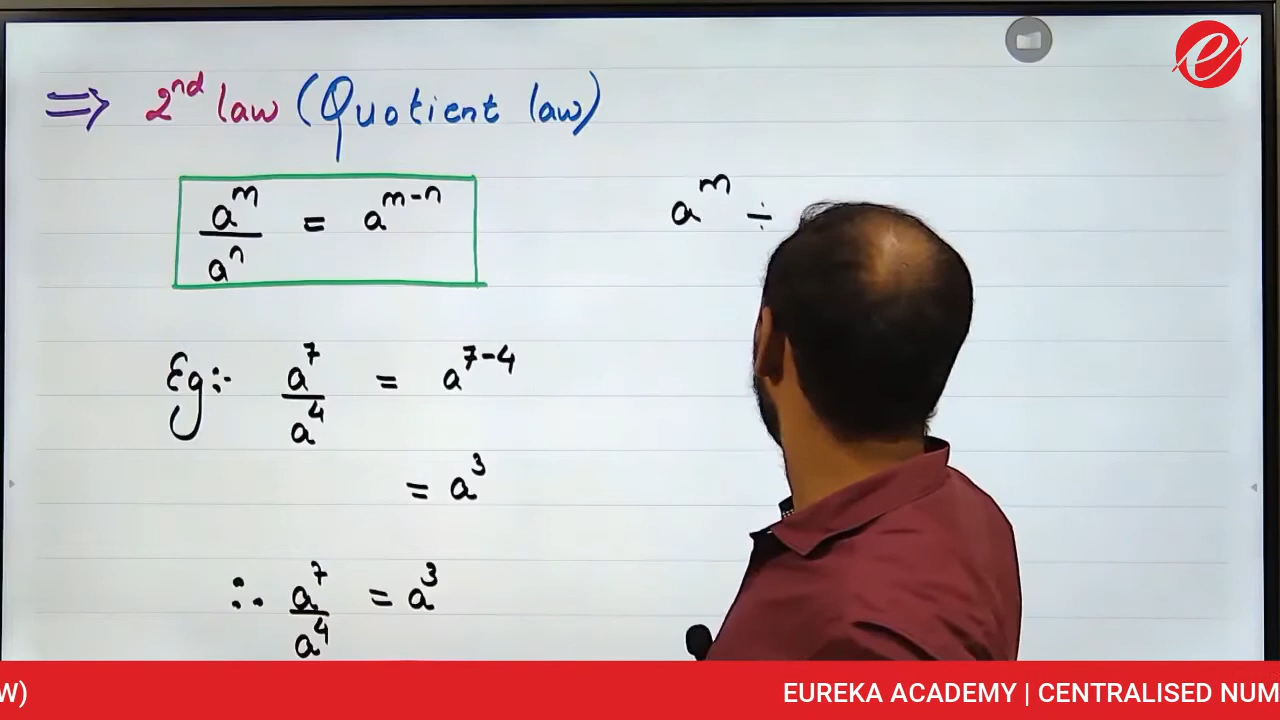 ⇒ 2nd law (Quotient law)
a^m / a^n = a^(m-n)
a^m ÷
Eg:- a^7 / a^4 = a^(7-4)
= a^3
∴ a^7 / a^4 = a^3
W)
EUREKA ACADEMY | CENTRALISED NUM